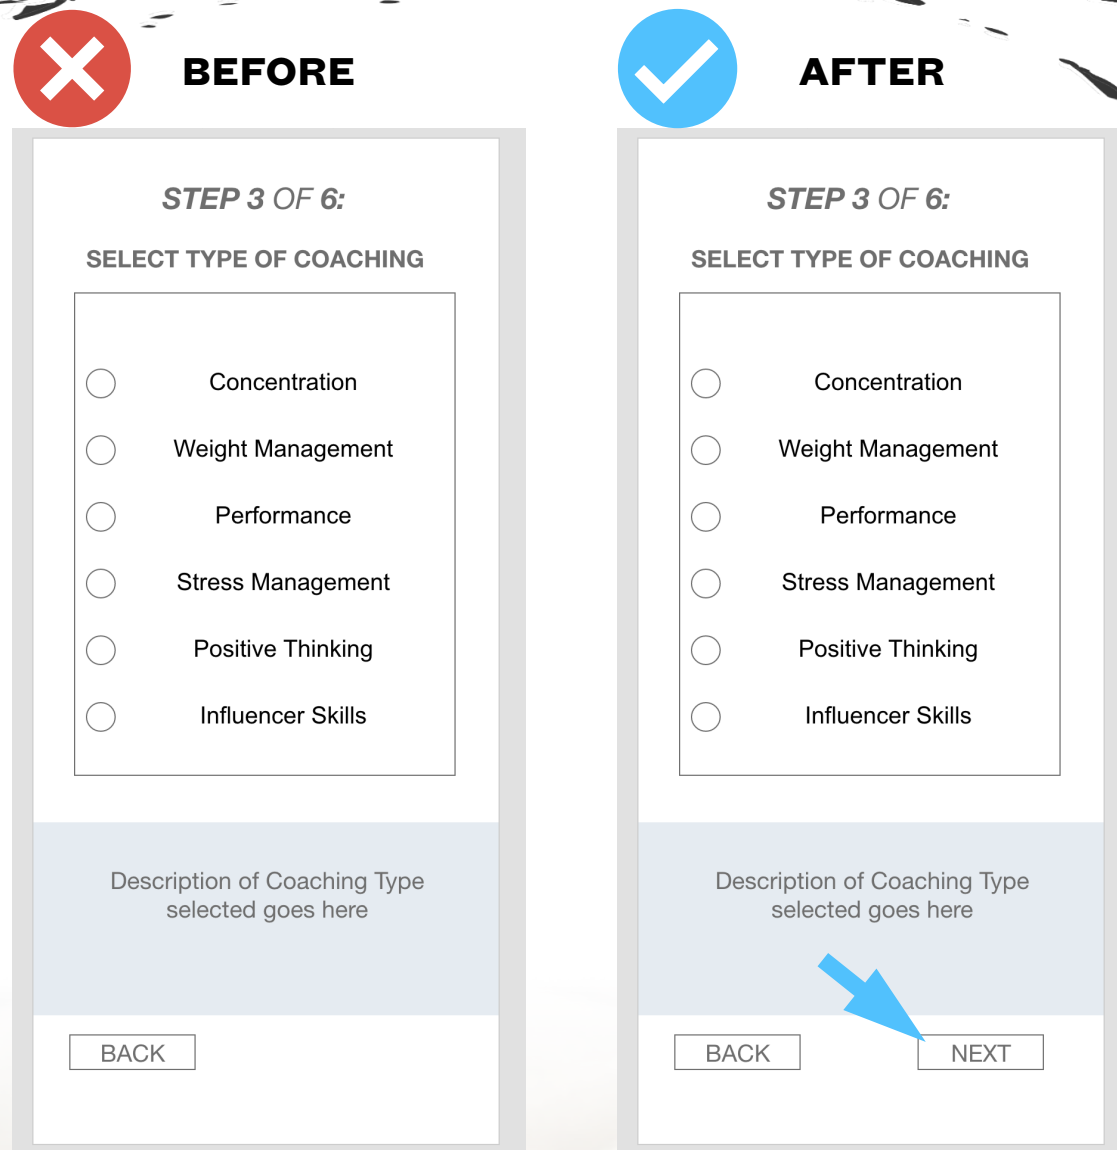 BEFORE
STEP 3 OF 6:
SELECT TYPE OF COACHING
Concentration
Weight Management
Performance
Stress Management
Positive Thinking
Influencer Skills
Description of Coaching Type
selected goes here
BACK
AFTER
STEP 3 OF 6:
SELECT TYPE OF COACHING
Concentration
Weight Management
Performance
Stress Management
Positive Thinking
Influencer Skills
Description of Coaching Type
selected goes here
BACK
NEXT